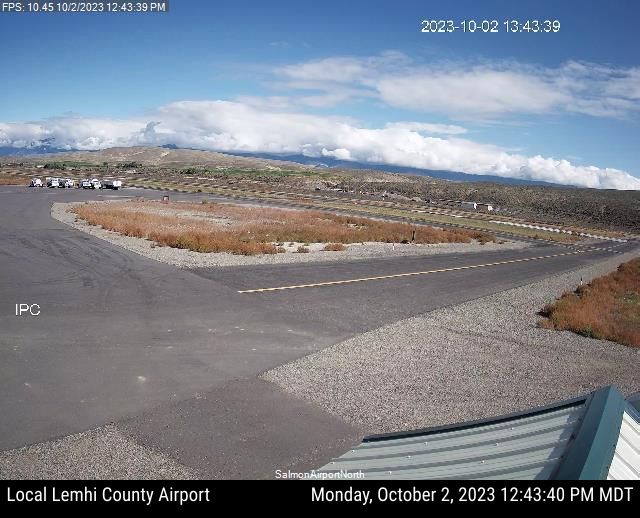 FPS: 10.45 10/2/2023 12:43:39 PM
2023-10-02 13:43:39
IPC
SalmonAirportNorth
Local Lemhi County Airport
Monday, October 2, 2023 12:43:40 PM MDT